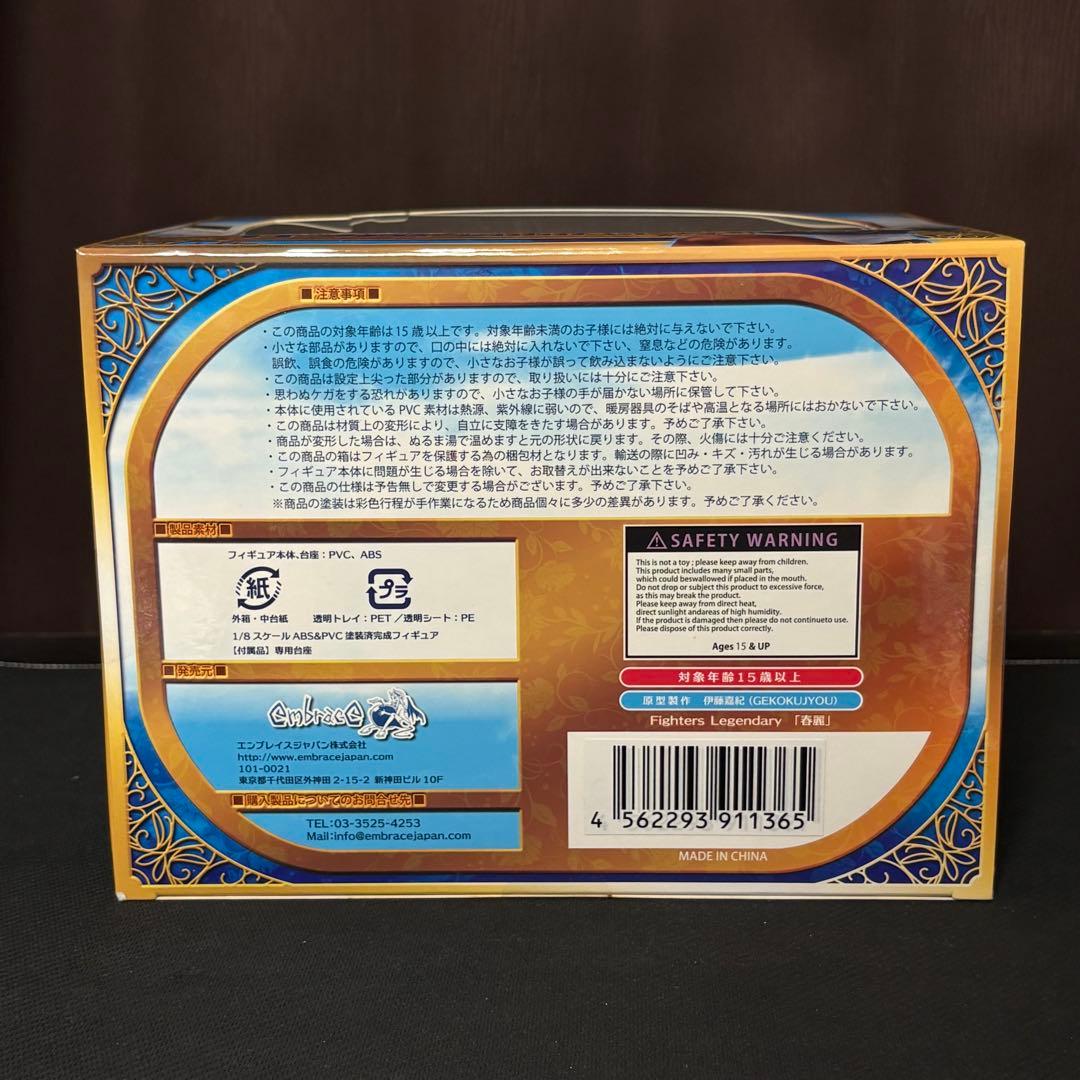 ■注意事項■
・この商品の対象年齢は15歳以上です。対象年齢未満のお子様には絶対に与えないで下さい。
・小さな部品がありますので、口の中には絶対に入れないで下さい、窒息などの危険があります。
誤飲、誤食の危険がありますので、小さなお子様が誤って飲み込まないようにご注意下さい。
・この商品は設定上尖った部分がありますので、取り扱いには十分にご注意下さい。
・思わぬケガをする恐れがありますので、小さなお子様の手が届かない場所に保管して下さい。
・本体に使用されているPVC素材は熱源、紫外線に弱いので、暖房器具のそばや高温となる場所にはおかないで下さい。
・この商品は材質上の変形により、自立に支障をきたす場合があります。予めご了承下さい。
・商品が変形した場合は、ぬるま湯で温めますと元の形状に戻ります。その際、火傷には十分ご注意ください。
・この商品の箱はフィギュアを保護する為の梱包材となります。輸送の際に凹み・キズ・汚れが生じる場合があります。
・フィギュア本体に問題が生じる場合を除いて、お取替えが出来ないことを予めご了承下さい。
・この商品の仕様は予告無しで変更する場合がございます。予めご了承下さい。
※商品の塗装は彩色行程が手作業になるため商品個々に多少の差異があります。予めご了承ください。
■製品素材■
フィギュア本体、台座：PVC、ABS
紙 プラ
外箱・中台紙 透明トレイ：PET／透明シート：PE
1/8スケールABS&PVC塗装済完成フィギュア
【付属品】専用台座
■発売元■
embrace
エンブレイスジャパン株式会社
http://www.embracejapan.com
101-0021
東京都千代田区外神田2-15-2 新神田ビル10F
■購入製品についてのお問合せ先■
TEL:03-3525-4253
Mail:info@embracejapan.com
⚠SAFETY WARNING
This is not a toy ; please keep away from children.
This product includes many small parts,
which could beswallowed if placed in the mouth.
Do not drop or subject this product to excessive force,
as this may break the product.
Please keep away from direct heat,
direct sunlight andareas of high humidity.
If the product is damaged then please do not continueto use.
Please dispose of this product correctly.
Ages 15 & UP
対象年齢15歳以上
原型製作 伊藤嘉紀(GEKOKUJYOU)
Fighters Legendary 「春麗」
4 562293 911365
MADE IN CHINA